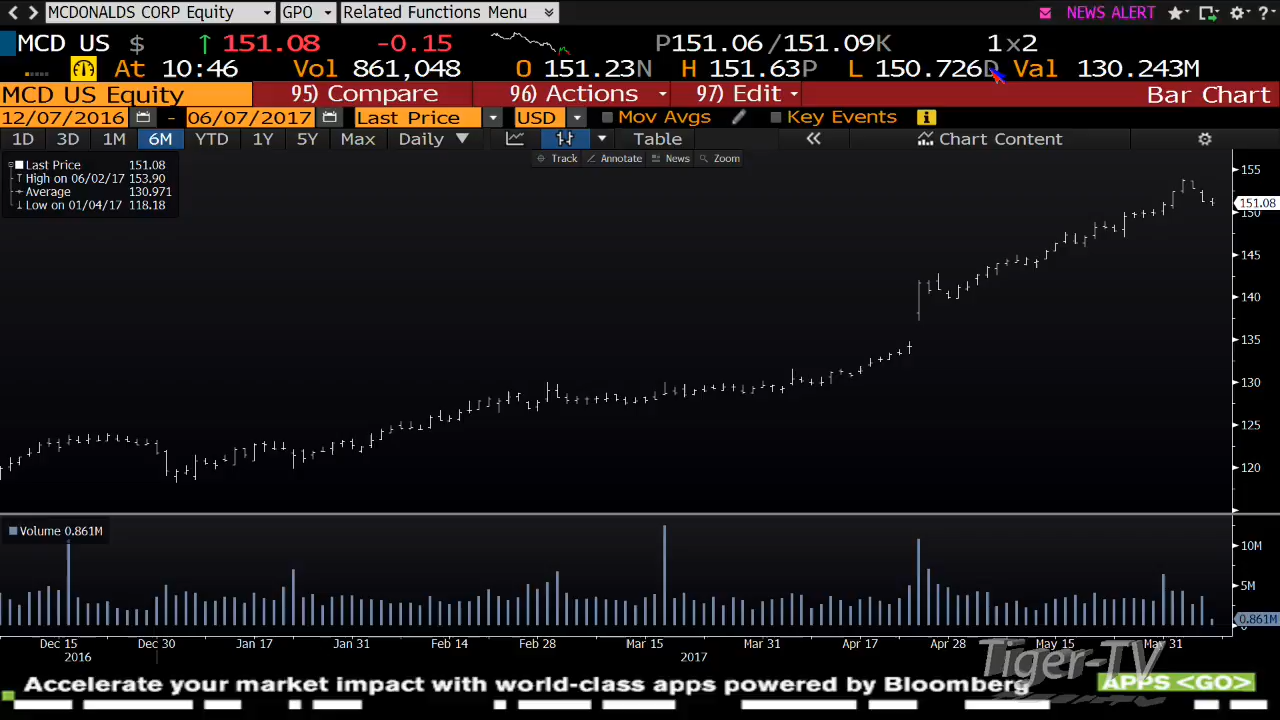 MCDONALDS CORP Equity GPO Related Functions Menu NEWS ALERT ?
MCD US $ ↑ 151.08 -0.15 P151.06/151.09K 1x2
At 10:46 Vol 861,048 O 151.23N H 151.63P L 150.726D Val 130.243M
MCD US Equity 95) Compare 96) Actions 97) Edit Bar Chart
12/07/2016 - 06/07/2017 Last Price USD Mov Avgs Key Events i
1D 3D 1M 6M YTD 1Y 5Y Max Daily ▼ Table « Chart Content
Track Annotate News Zoom
Last Price 151.08
High on 06/02/17 153.90
Average 130.971
Low on 01/04/17 118.18
155
151.08
150
145
140
135
130
125
120
Volume 0.861M
10M
5M
0.861M
0
Dec 15 Dec 30 Jan 17 Jan 31 Feb 14 Feb 28 Mar 15 Mar 31 Apr 17 Apr 28 May 15 May 31
2016 2017
Tiger-TV
Accelerate your market impact with world-class apps powered by Bloomberg APPS <GO>